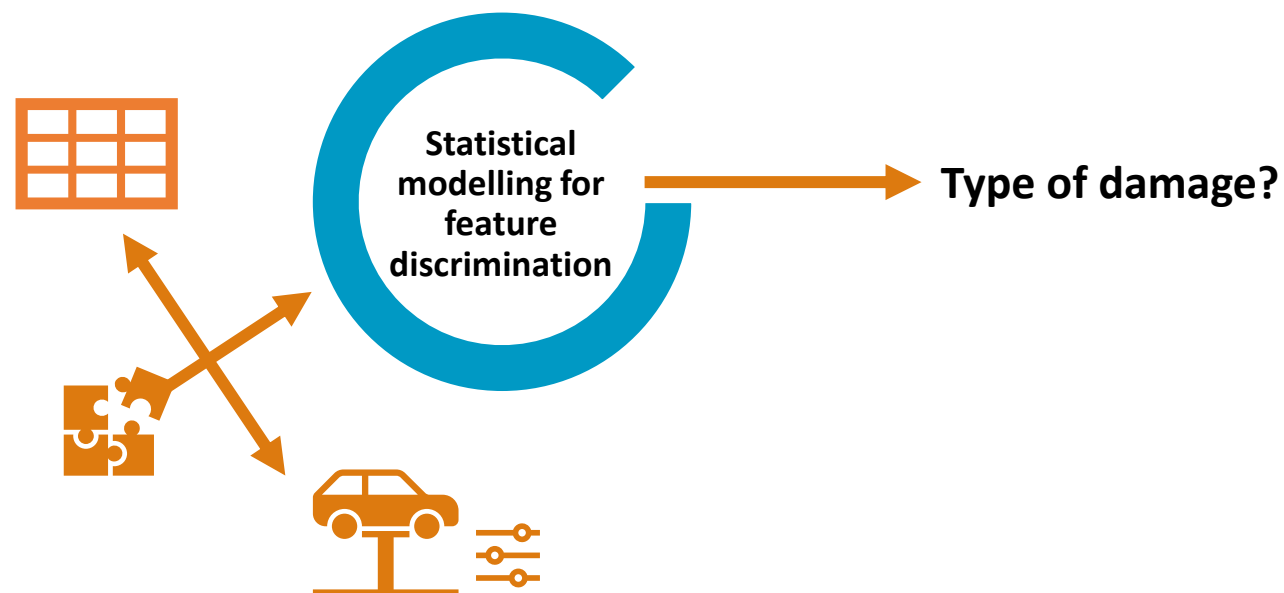 Statistical
modelling for
feature
discrimination
Type of damage?